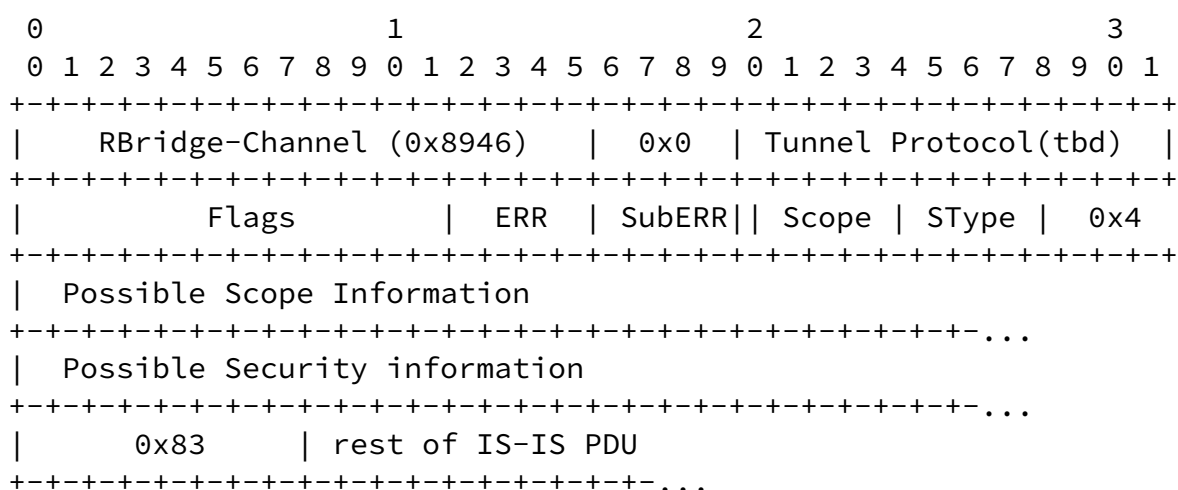 0                   1                   2                   3
 0 1 2 3 4 5 6 7 8 9 0 1 2 3 4 5 6 7 8 9 0 1 2 3 4 5 6 7 8 9 0 1
+-+-+-+-+-+-+-+-+-+-+-+-+-+-+-+-+-+-+-+-+-+-+-+-+-+-+-+-+-+-+-+-+
|    RBridge-Channel (0x8946)   |  0x0  | Tunnel Protocol(tbd)  |
+-+-+-+-+-+-+-+-+-+-+-+-+-+-+-+-+-+-+-+-+-+-+-+-+-+-+-+-+-+-+-+-+
|          Flags        |  ERR  | SubERR|| Scope | SType |  0x4
+-+-+-+-+-+-+-+-+-+-+-+-+-+-+-+-+-+-+-+-+-+-+-+-+-+-+-+-+-+-+-+-+
|  Possible Scope Information
+-+-+-+-+-+-+-+-+-+-+-+-+-+-+-+-+-+-+-+-+-+-+-+-+-+-+-...
|  Possible Security information
+-+-+-+-+-+-+-+-+-+-+-+-+-+-+-+-+-+-+-+-+-+-+-+-+-+-+-...
|      0x83      | rest of IS-IS PDU
+-+-+-+-+-+-+-+-+-+-+-+-+-+-+-+-+-+-...